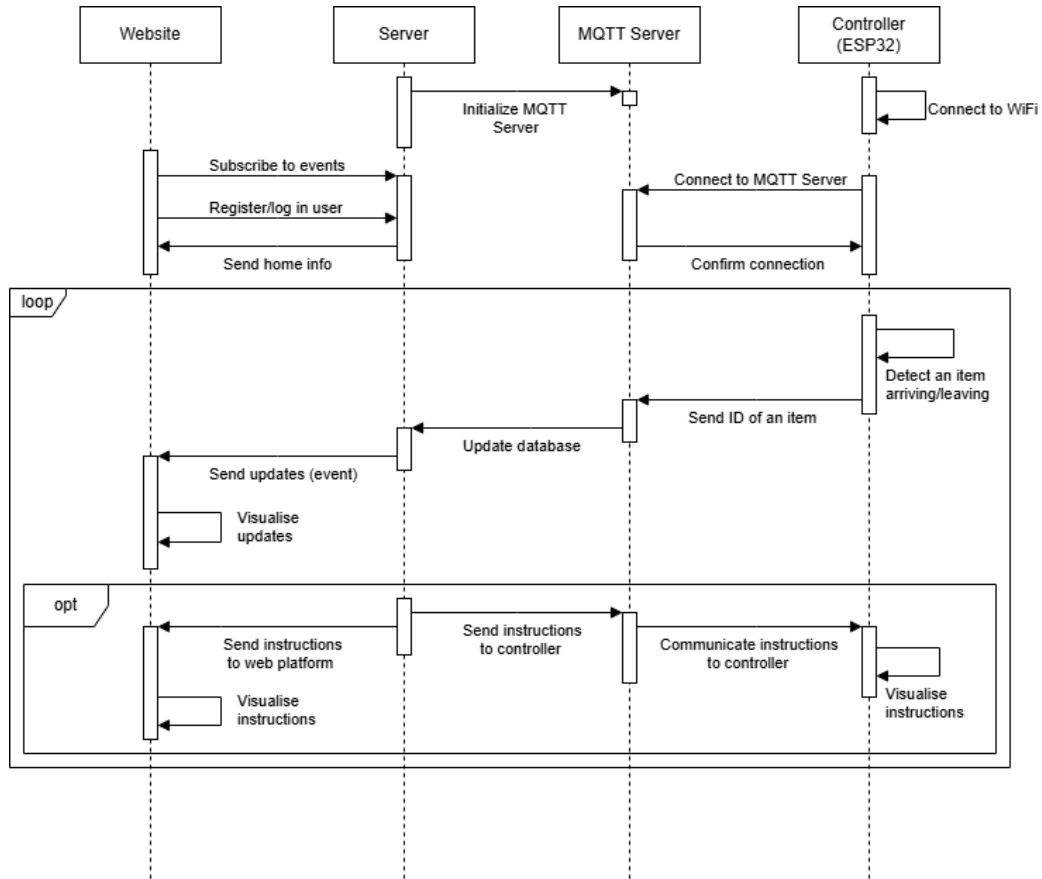 Website
Server
MQTT Server
Controller
(ESP32)
Initialize MQTT
Server
Connect to WiFi
Subscribe to events
Connect to MQTT Server
Register/log in user
Send home info
Confirm connection
loop
Detect an item
arriving/leaving
Send ID of an item
Update database
Send updates (event)
Visualise
updates
opt
Send instructions
to web platform
Send instructions
to controller
Communicate instructions
to controller
Visualise
instructions
Visualise
instructions